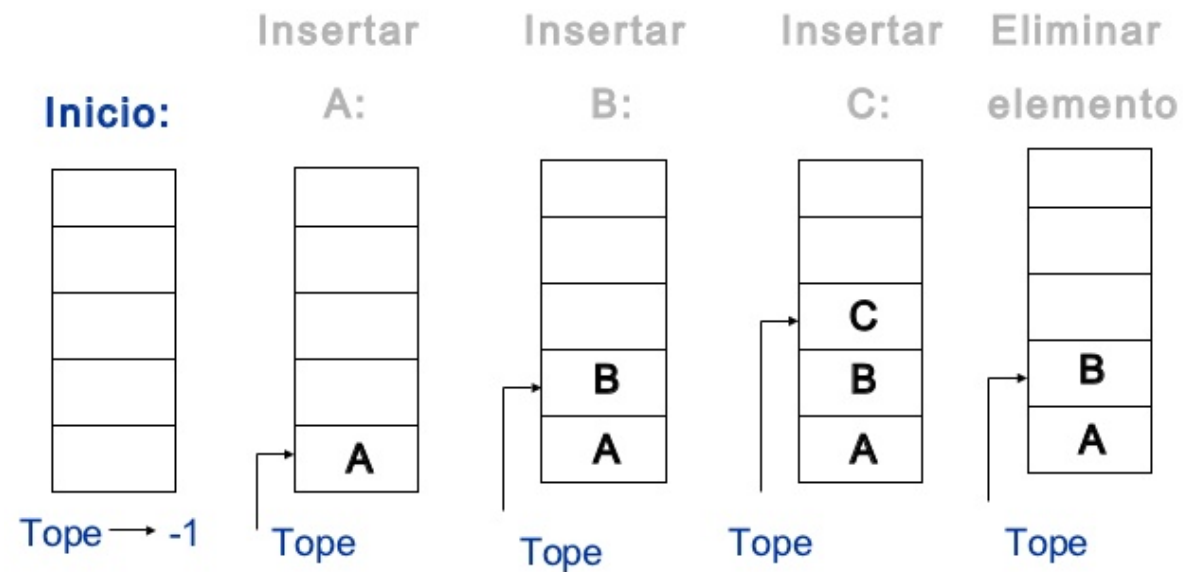 Inicio:
Insertar
A:
Insertar
B:
Insertar
C:
Eliminar
elemento
Tope → -1
A
Tope
B
A
Tope
C
B
A
Tope
B
A
Tope